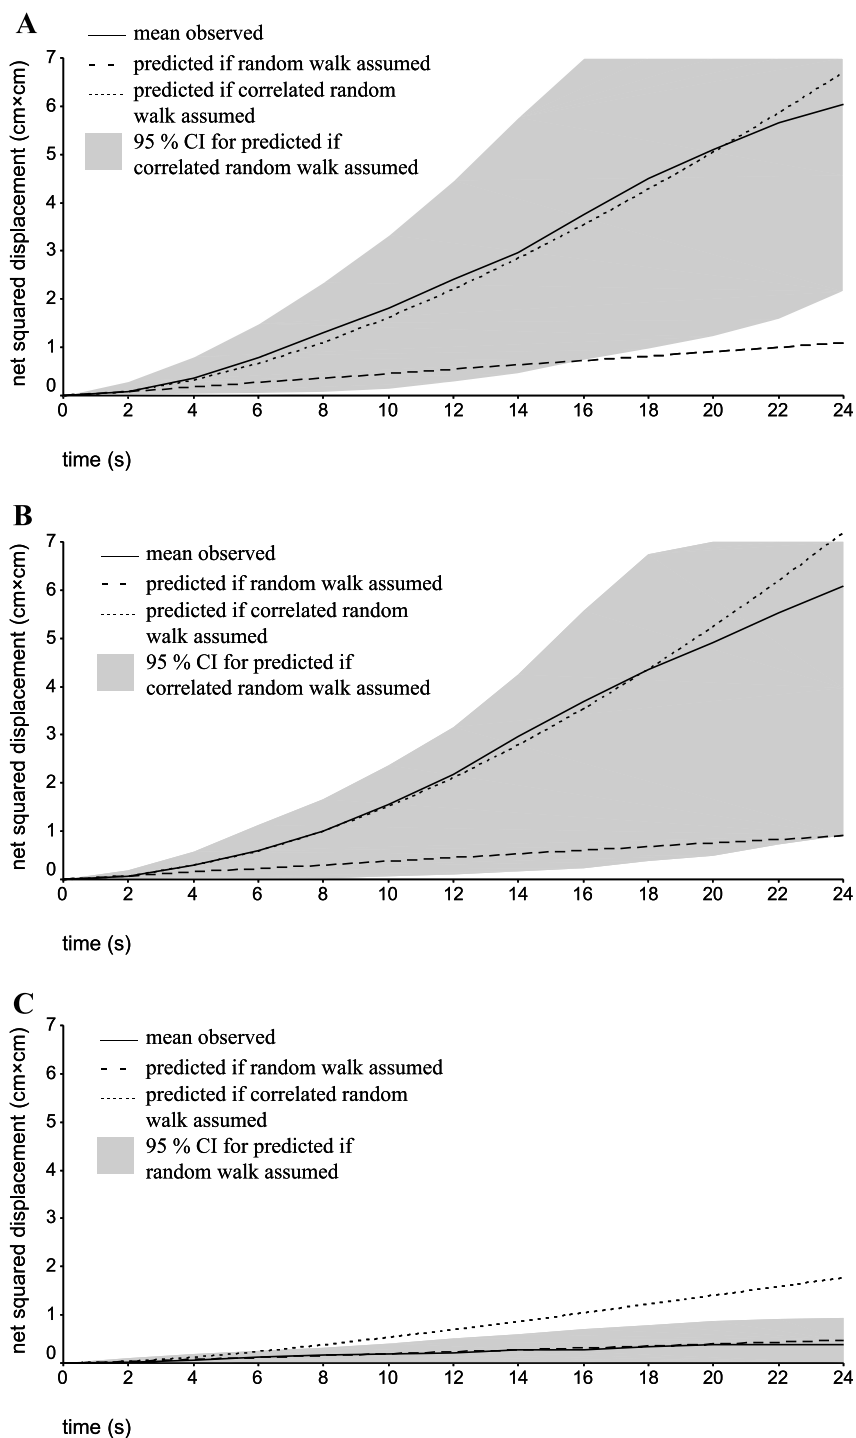 A
mean observed
predicted if random walk assumed
predicted if correlated random
walk assumed
95 % CI for predicted if
correlated random walk assumed
net squared displacement (cm×cm)
7
6
5
4
3
2
1
0
0 2 4 6 8 10 12 14 16 18 20 22 24
time (s)
B
mean observed
predicted if random walk assumed
predicted if correlated random
walk assumed
95 % CI for predicted if
correlated random walk assumed
net squared displacement (cm×cm)
7
6
5
4
3
2
1
0
0 2 4 6 8 10 12 14 16 18 20 22 24
time (s)
C
mean observed
predicted if random walk assumed
predicted if correlated random
walk assumed
95 % CI for predicted if
random walk assumed
net squared displacement (cm×cm)
7
6
5
4
3
2
1
0
0 2 4 6 8 10 12 14 16 18 20 22 24
time (s)